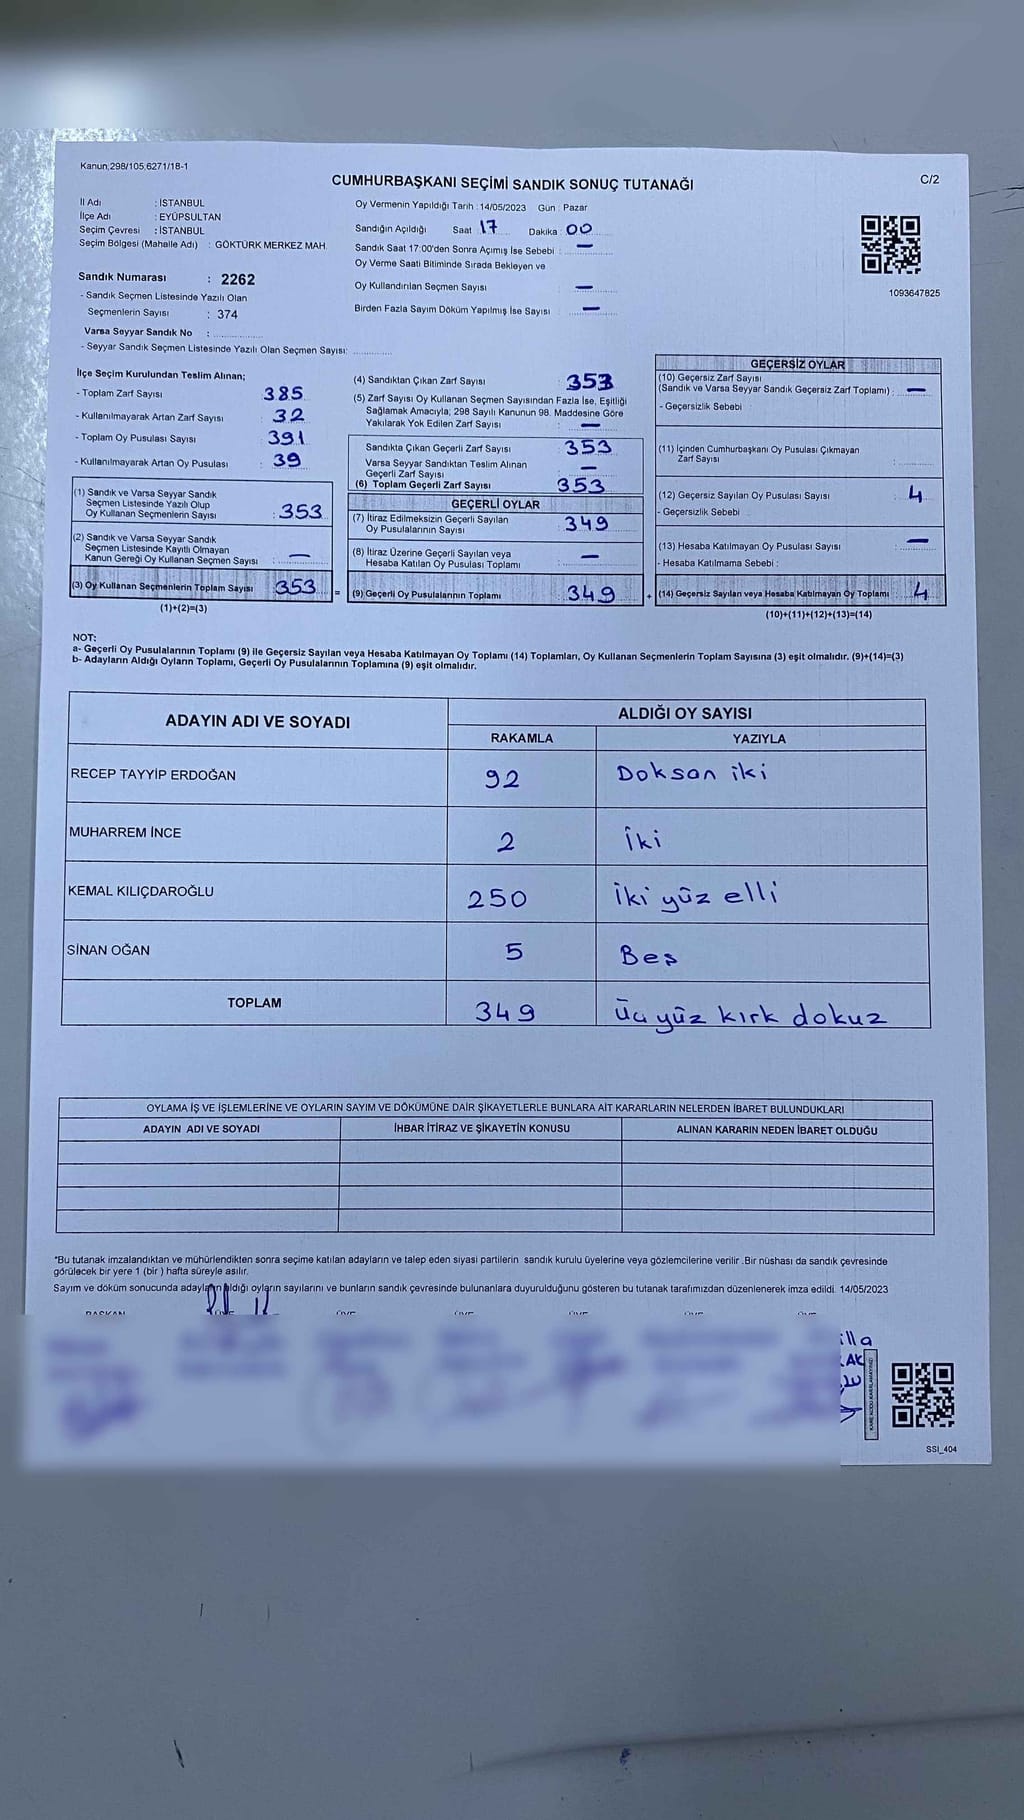 Kanun;298/105;6271/18-1
C/2
CUMHURBAŞKANI SEÇİMİ SANDIK SONUÇ TUTANAĞI
İl Adı : İSTANBUL
İlçe Adı : EYÜPSULTAN
Seçim Çevresi : İSTANBUL
Seçim Bölgesi (Mahalle Adı) : GÖKTÜRK MERKEZ MAH.
Sandık Numarası : 2262
- Sandık Seçmen Listesinde Yazılı Olan
Seçmenlerin Sayısı : 374
Varsa Seyyar Sandık No :
- Seyyar Sandık Seçmen Listesinde Yazılı Olan Seçmen Sayısı:
Oy Vermenin Yapıldığı Tarih : 14/05/2023 Gün : Pazar
Sandığın Açıldığı Saat 17 Dakika 00
Sandık Saat 17:00'den Sonra Açımış İse Sebebi : —
Oy Verme Saati Bitiminde Sırada Bekleyen ve
Oy Kullandırılan Seçmen Sayısı —
Birden Fazla Sayım Döküm Yapılmış İse Sayısı —
1093647825
İlçe Seçim Kurulundan Teslim Alınan;
- Toplam Zarf Sayısı : 385
- Kullanılmayarak Artan Zarf Sayısı : 32
- Toplam Oy Pusulası Sayısı : 391
- Kullanılmayarak Artan Oy Pusulası : 39
(1) Sandık ve Varsa Seyyar Sandık
Seçmen Listesinde Yazılı Olup
Oy Kullanan Seçmenlerin Sayısı : 353
(2) Sandık ve Varsa Seyyar Sandık
Seçmen Listesinde Kayıtlı Olmayan
Kanun Gereği Oy Kullanan Seçmen Sayısı : —
(3) Oy Kullanan Seçmenlerin Toplam Sayısı 353
(1)+(2)=(3)
=
(4) Sandıktan Çıkan Zarf Sayısı 353
(5) Zarf Sayısı Oy Kullanan Seçmen Sayısından Fazla İse, Eşitliği
Sağlamak Amacıyla; 298 Sayılı Kanunun 98. Maddesine Göre
Yakılarak Yok Edilen Zarf Sayısı : —
Sandıkta Çıkan Geçerli Zarf Sayısı 353
Varsa Seyyar Sandıktan Teslim Alınan
Geçerli Zarf Sayısı —
(6) Toplam Geçerli Zarf Sayısı 353
GEÇERLİ OYLAR
(7) İtiraz Edilmeksizin Geçerli Sayılan
Oy Pusulalarının Sayısı : 349
(8) İtiraz Üzerine Geçerli Sayılan veya
Hesaba Katılan Oy Pusulası Toplamı : —
(9) Geçerli Oy Pusulalarının Toplamı 349
+
GEÇERSİZ OYLAR
(10) Geçersiz Zarf Sayısı
(Sandık ve Varsa Seyyar Sandık Geçersiz Zarf Toplamı) : —
- Geçersizlik Sebebi :
(11) İçinden Cumhurbaşkanı Oy Pusulası Çıkmayan
Zarf Sayısı
(12) Geçersiz Sayılan Oy Pusulası Sayısı 4
- Geçersizlik Sebebi
(13) Hesaba Katılmayan Oy Pusulası Sayısı —
- Hesaba Katılmama Sebebi :
(14) Geçersiz Sayılan veya Hesaba Katılmayan Oy Toplamı : 4
(10)+(11)+(12)+(13)=(14)
NOT:
a- Geçerli Oy Pusulalarının Toplamı (9) ile Geçersiz Sayılan veya Hesaba Katılmayan Oy Toplamı (14) Toplamları, Oy Kullanan Seçmenlerin Toplam Sayısına (3) eşit olmalıdır. (9)+(14)=(3)
b- Adayların Aldığı Oyların Toplamı, Geçerli Oy Pusulalarının Toplamına (9) eşit olmalıdır.
ADAYIN ADI VE SOYADI
ALDIĞI OY SAYISI
RAKAMLA YAZIYLA
RECEP TAYYİP ERDOĞAN 92 Doksan iki
MUHARREM İNCE 2 İki
KEMAL KILIÇDAROĞLU 250 İki yüz elli
SİNAN OĞAN 5 Beş
TOPLAM 349 Üç yüz kırk dokuz
OYLAMA İŞ VE İŞLEMLERİNE VE OYLARIN SAYIM VE DÖKÜMÜNE DAİR ŞİKAYETLERLE BUNLARA AİT KARARLARIN NELERDEN İBARET BULUNDUKLARI
ADAYIN ADI VE SOYADI İHBAR İTİRAZ VE ŞİKAYETİN KONUSU ALINAN KARARIN NEDEN İBARET OLDUĞU
*Bu tutanak imzalandıktan ve mühürlendikten sonra seçime katılan adayların ve talep eden siyasi partilerin sandık kurulu üyelerine veya gözlemcilerine verilir .Bir nüshası da sandık çevresinde
görülecek bir yere 1 (bir ) hafta süreyle asılır.
Sayım ve döküm sonucunda adayların aldığı oyların sayılarını ve bunların sandık çevresinde bulunanlara duyurulduğunu gösteren bu tutanak tarafımızdan düzenlenerek imza edildi. 14/05/2023
BAŞKAN ÜYE ÜYE ÜYE ÜYE ÜYE ÜYE
illa
AK
SSI_404